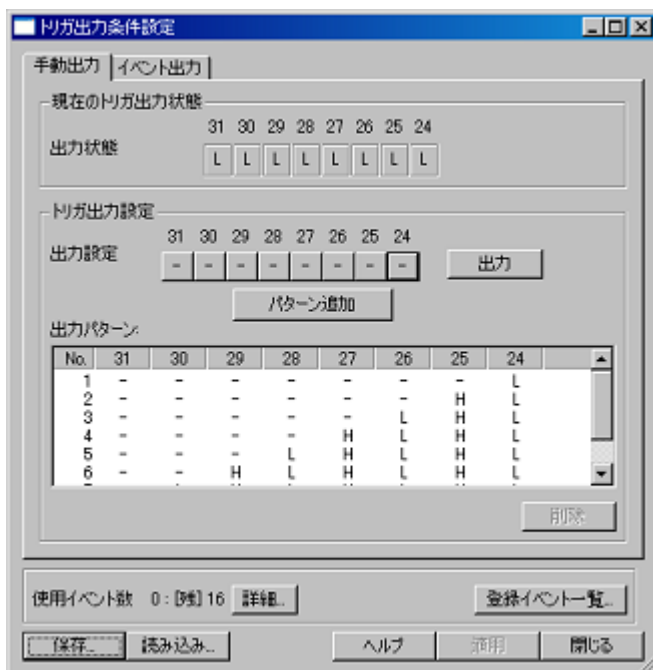 トリガ出力条件設定
手動出力 イベント出力
現在のトリガ出力状態
31 30 29 28 27 26 25 24
出力状態 L L L L L L L L
トリガ出力設定
31 30 29 28 27 26 25 24
出力設定 - - - - - - - - 出力
パターン追加
出力パターン:
No. 31 30 29 28 27 26 25 24
1 - - - - - - - L
2 - - - - - - H L
3 - - - - - L H L
4 - - - - H L H L
5 - - - L H L H L
6 - - H L H L H L
削除
使用イベント数 0 : [残] 16 詳細... 登録イベント一覧...
保存... 読み込み... ヘルプ 適用 閉じる